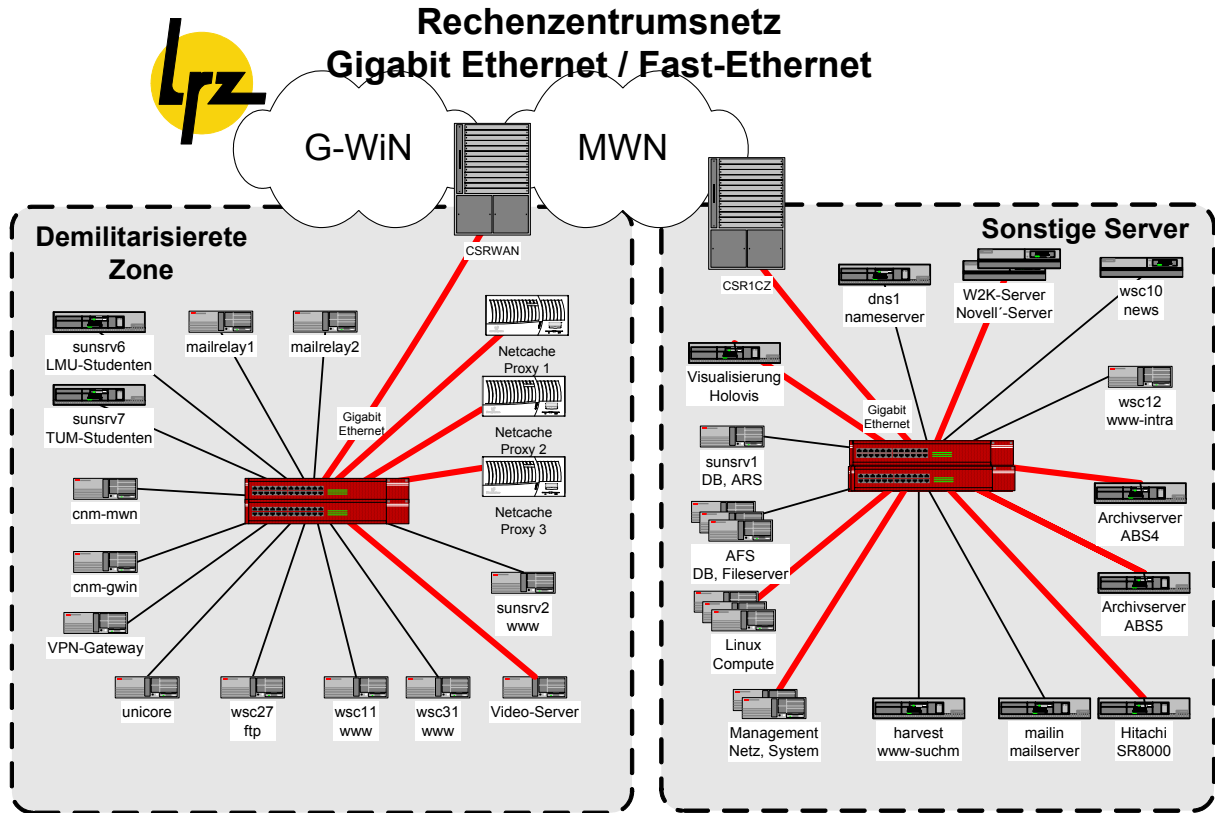 Rechenzentrumsnetz
Gigabit Ethernet / Fast-Ethernet
lrz
G-WiN
MWN
CSRWAN
CSR1CZ
Demilitarisierete
Zone
sunsrv6
LMU-Studenten
mailrelay1
mailrelay2
Netcache
Proxy 1
sunsrv7
TUM-Studenten
Gigabit
Ethernet
Netcache
Proxy 2
cnm-mwn
Netcache
Proxy 3
cnm-gwin
sunsrv2
www
VPN-Gateway
unicore
wsc27
ftp
wsc11
www
wsc31
www
Video-Server
Sonstige Server
dns1
nameserver
W2K-Server
Novell´-Server
wsc10
news
Visualisierung
Holovis
wsc12
www-intra
Gigabit
Ethernet
sunsrv1
DB, ARS
Archivserver
ABS4
AFS
DB, Fileserver
Archivserver
ABS5
Linux
Compute
Management
Netz, System
harvest
www-suchm
mailin
mailserver
Hitachi
SR8000